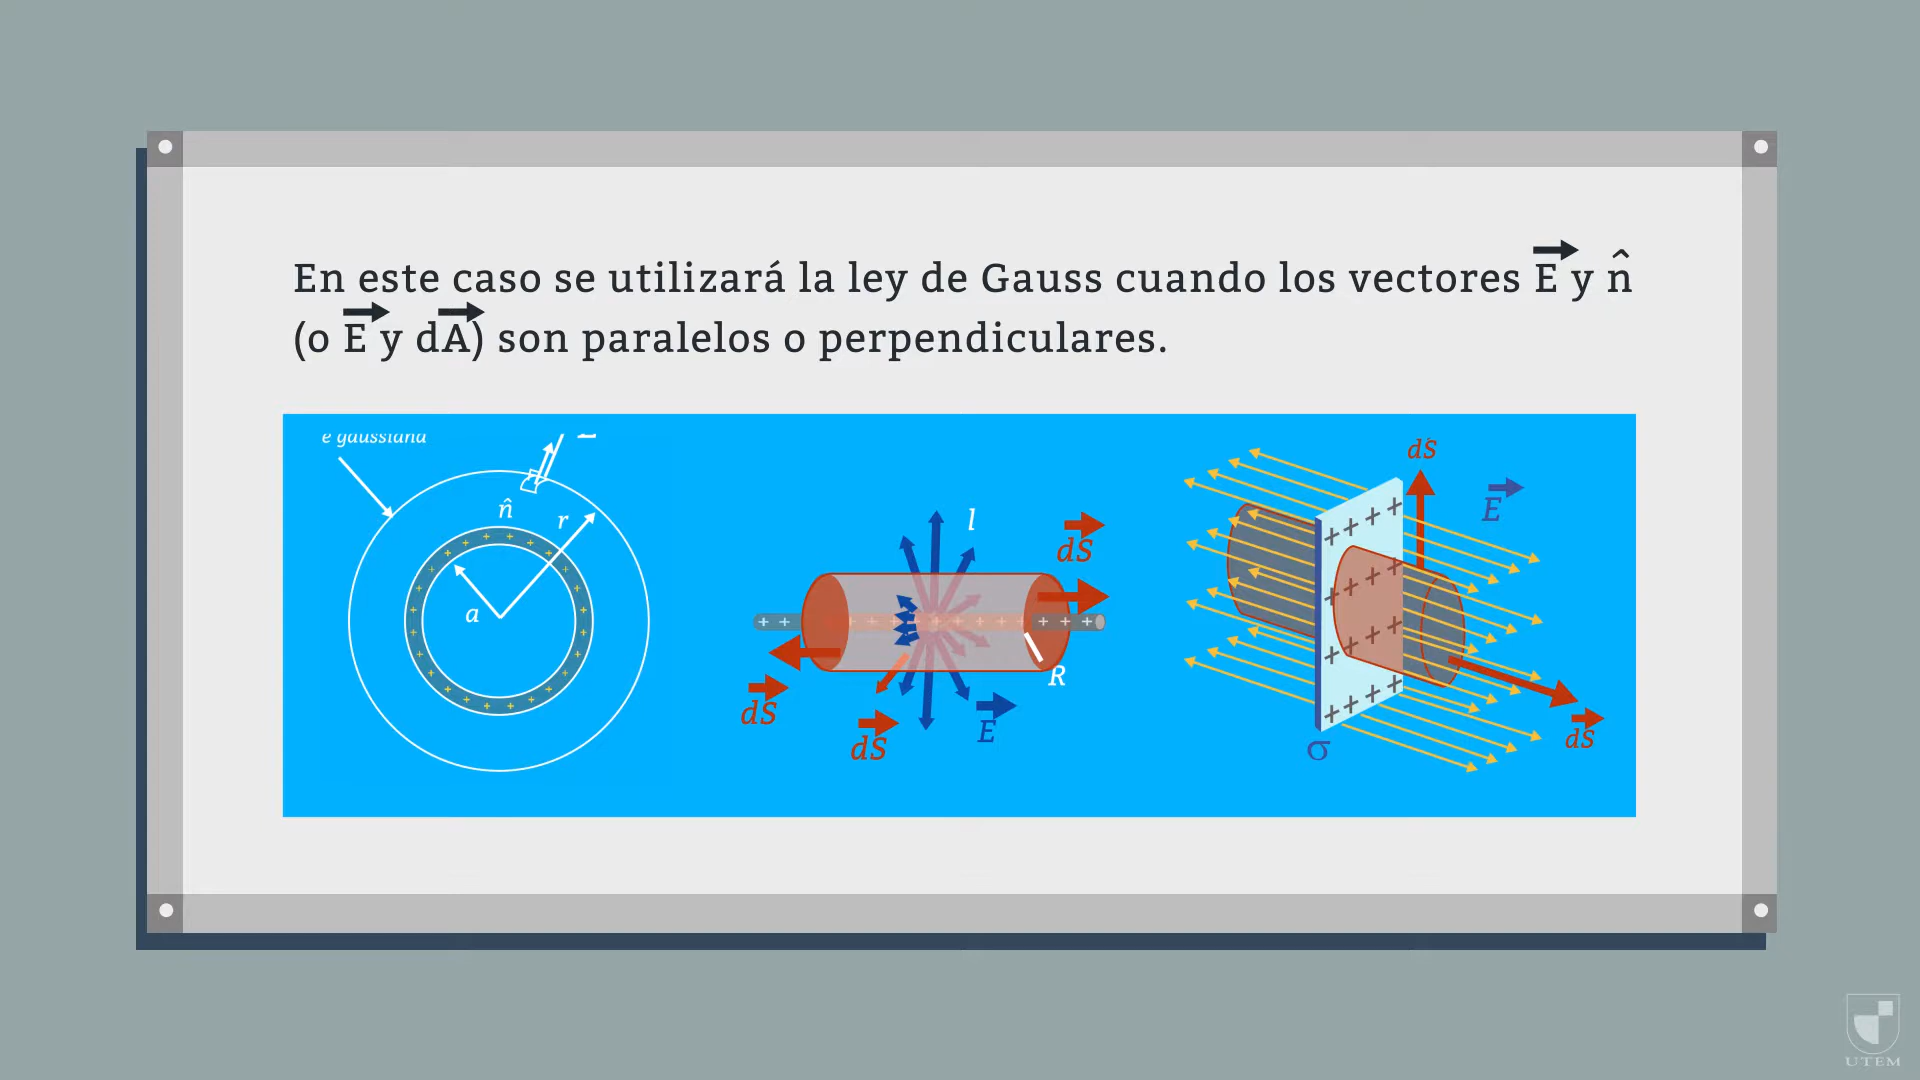 En este caso se utilizará la ley de Gauss cuando los vectores E y n̂
(o E y dA) son paralelos o perpendiculares.
e gaussiana
n̂
r
a
l
dS
R
dS
dS
E
dS
E
dS
σ
UTEM